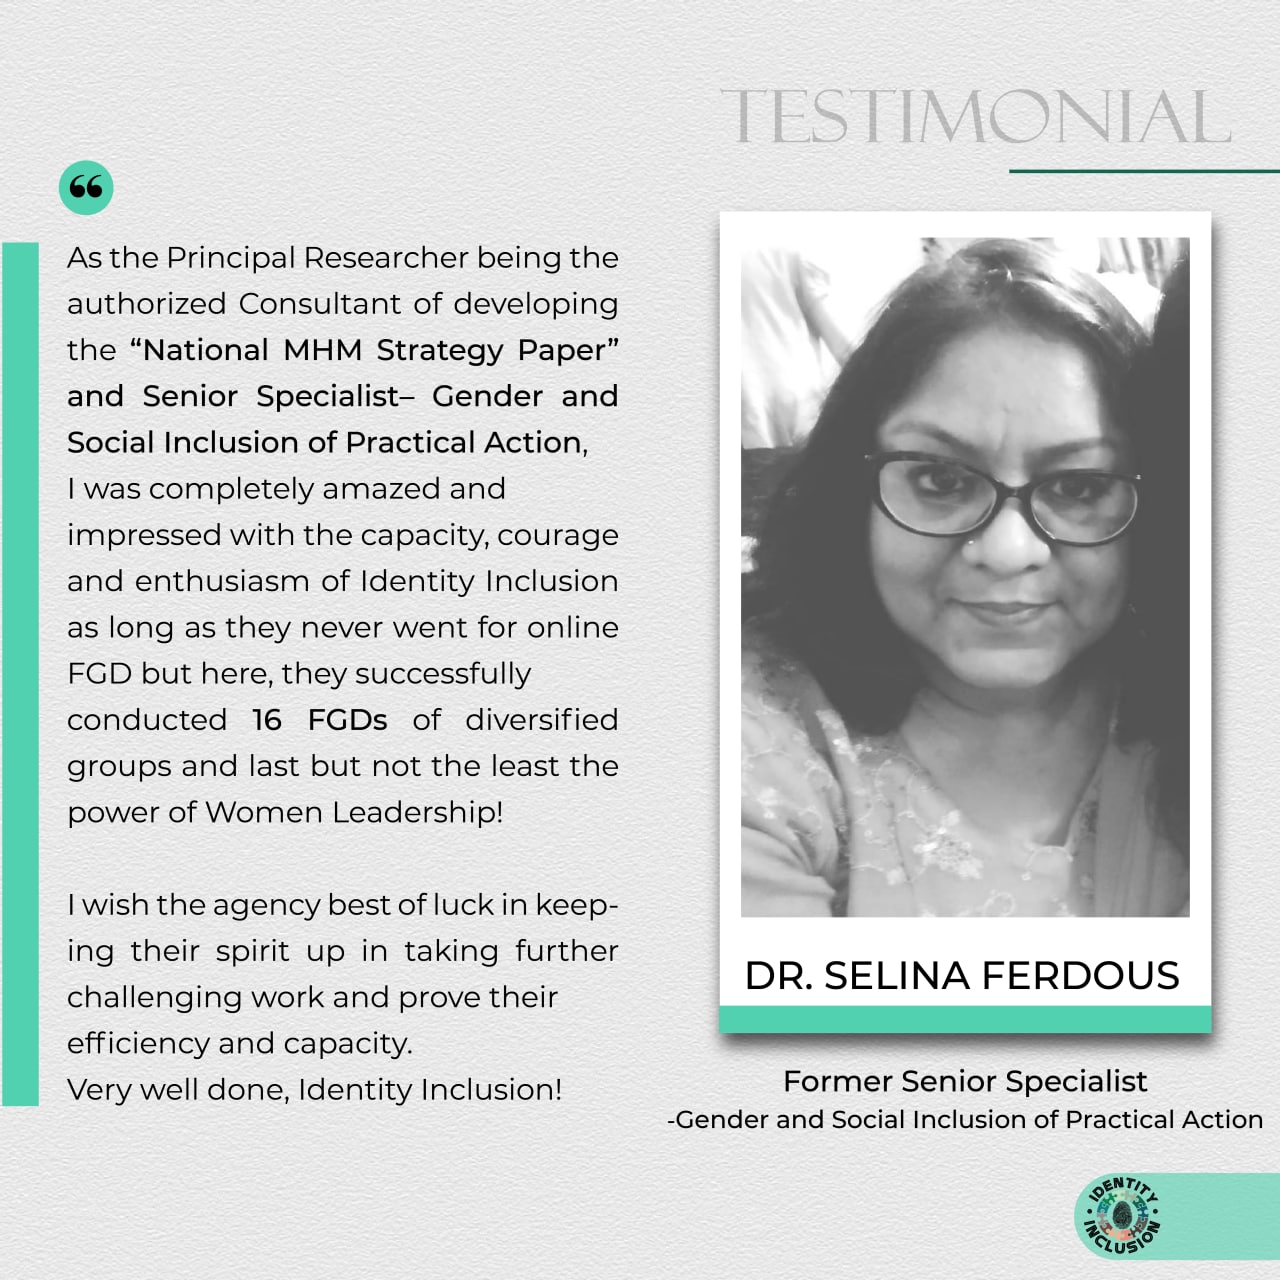 TESTIMONIAL
“
As the Principal Researcher being the
authorized Consultant of developing
the “National MHM Strategy Paper”
and Senior Specialist– Gender and
Social Inclusion of Practical Action,
I was completely amazed and
impressed with the capacity, courage
and enthusiasm of Identity Inclusion
as long as they never went for online
FGD but here, they successfully
conducted 16 FGDs of diversified
groups and last but not the least the
power of Women Leadership!
I wish the agency best of luck in keep-
ing their spirit up in taking further
challenging work and prove their
efficiency and capacity.
Very well done, Identity Inclusion!
DR. SELINA FERDOUS
Former Senior Specialist
-Gender and Social Inclusion of Practical Action
IDENTITY
INCLUSION